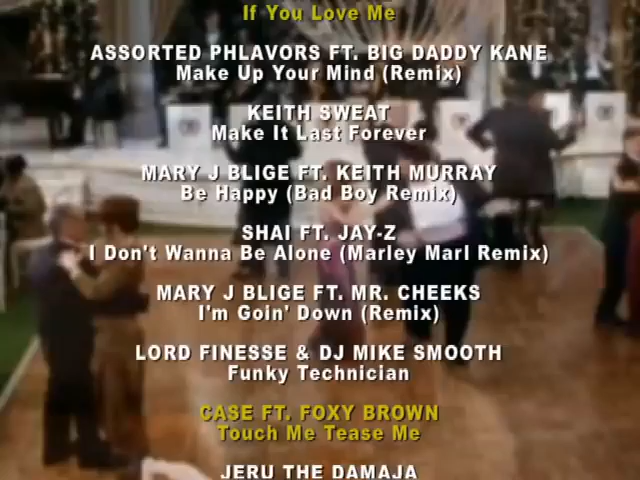 If You Love Me
ASSORTED PHLAVORS FT. BIG DADDY KANE
Make Up Your Mind (Remix)
KEITH SWEAT
Make It Last Forever
MARY J BLIGE FT. KEITH MURRAY
Be Happy (Bad Boy Remix)
SHAI FT. JAY-Z
I Don't Wanna Be Alone (Marley Marl Remix)
MARY J BLIGE FT. MR. CHEEKS
I'm Goin' Down (Remix)
LORD FINESSE & DJ MIKE SMOOTH
Funky Technician
CASE FT. FOXY BROWN
Touch Me Tease Me
JERU THE DAMAJA